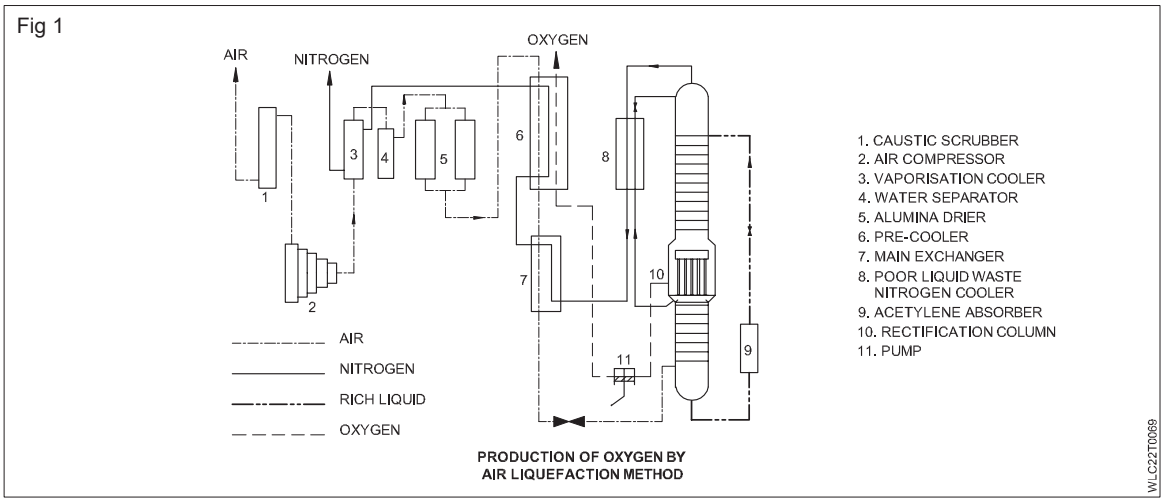 Fig 1
AIR
NITROGEN
OXYGEN
1
2
3
4
5
6
7
8
9
10
11
1. CAUSTIC SCRUBBER
2. AIR COMPRESSOR
3. VAPORISATION COOLER
4. WATER SEPARATOR
5. ALUMINA DRIER
6. PRE-COOLER
7. MAIN EXCHANGER
8. POOR LIQUID WASTE
NITROGEN COOLER
9. ACETYLENE ABSORBER
10. RECTIFICATION COLUMN
11. PUMP
AIR
NITROGEN
RICH LIQUID
OXYGEN
PRODUCTION OF OXYGEN BY
AIR LIQUEFACTION METHOD
WLC22T0069